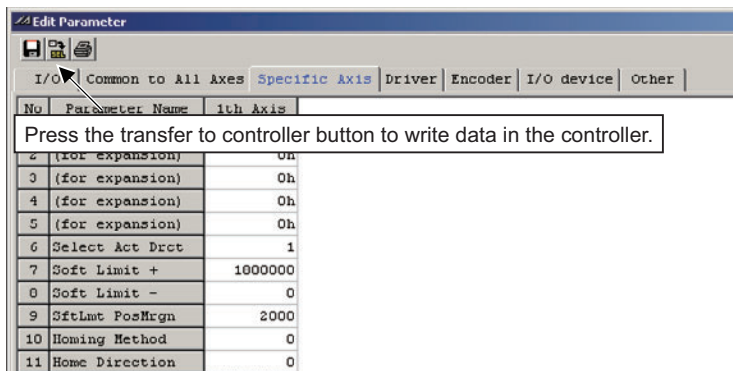 Edit Parameter
I/O Common to All Axes Specific Axis Driver Encoder I/O device Other
No Parameter Name 1th Axis
Press the transfer to controller button to write data in the controller.
2 (for expansion) 0h
3 (for expansion) 0h
4 (for expansion) 0h
5 (for expansion) 0h
6 Select Act Drct 1
7 Soft Limit + 1000000
8 Soft Limit - 0
9 SftLmt PosMrgn 2000
10 Homing Method 0
11 Home Direction 0